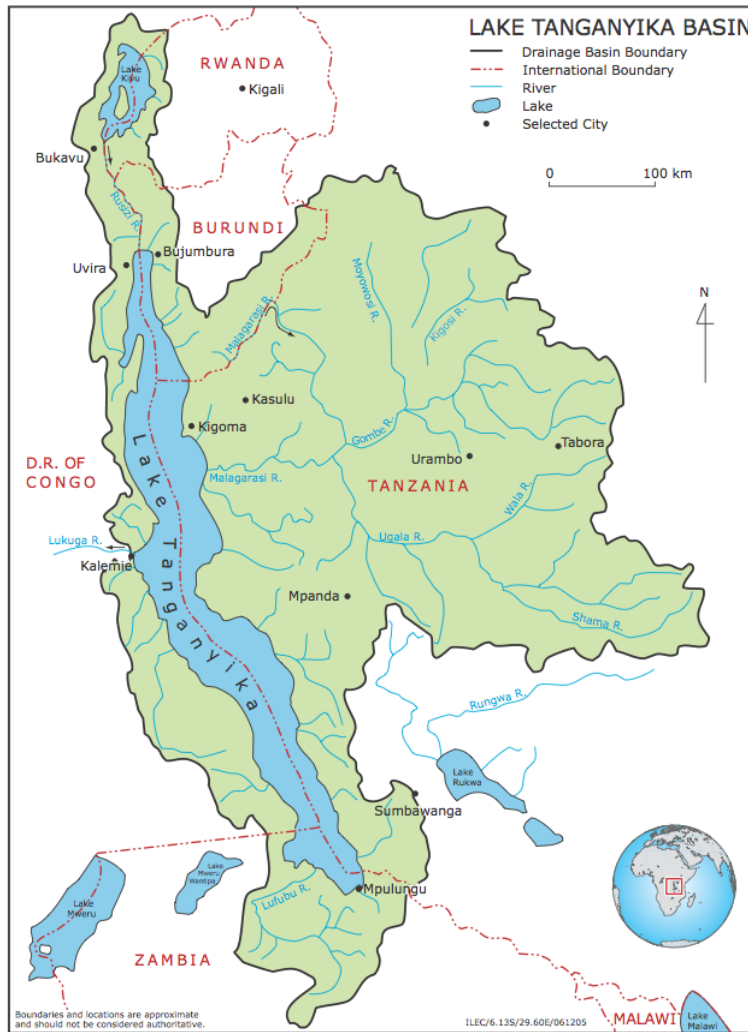 LAKE TANGANYIKA BASIN
Drainage Basin Boundary
International Boundary
River
Lake
Selected City
0 100 km
N
Lake
Kivu
RWANDA
Kigali
Bukavu
Rusizi R.
BURUNDI
Bujumbura
Uvira
Malagarasi R.
Moyowosi R.
Kigosi R.
Kasulu
Kigoma
Gombe R.
Urambo
Tabora
D.R. OF
CONGO
Malagarasi R.
TANZANIA
Wala R.
Lake Tanganyika
Lukuga R.
Kalemie
Ugala R.
Mpanda
Shama R.
Rungwa R.
Lake
Rukwa
Sumbawanga
Lake
Mweru
Wantipa
Lake
Mweru
Mpulungu
Lufubu R.
ZAMBIA
MALAWI
Lake
Malawi
Boundaries and locations are approximate
and should not be considered authoritative.
ILEC/6.13S/29.60E/061205